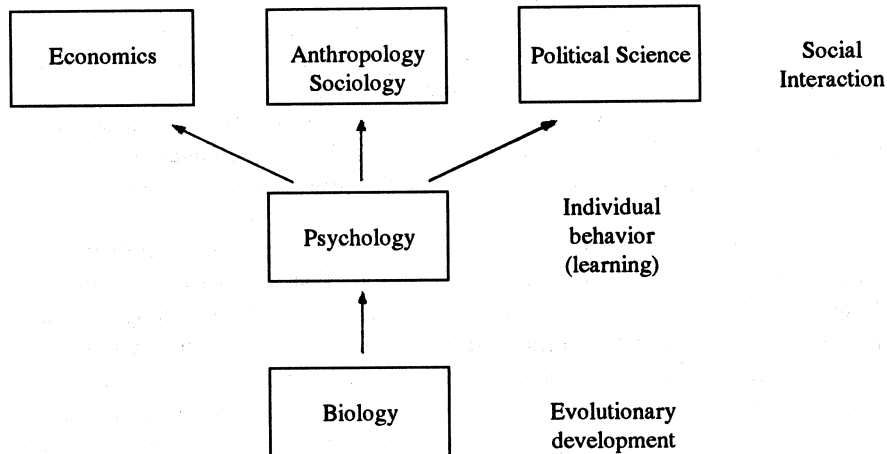 Economics
Anthropology
Sociology
Political Science
Social
Interaction
Psychology
Individual
behavior
(learning)
Biology
Evolutionary
development